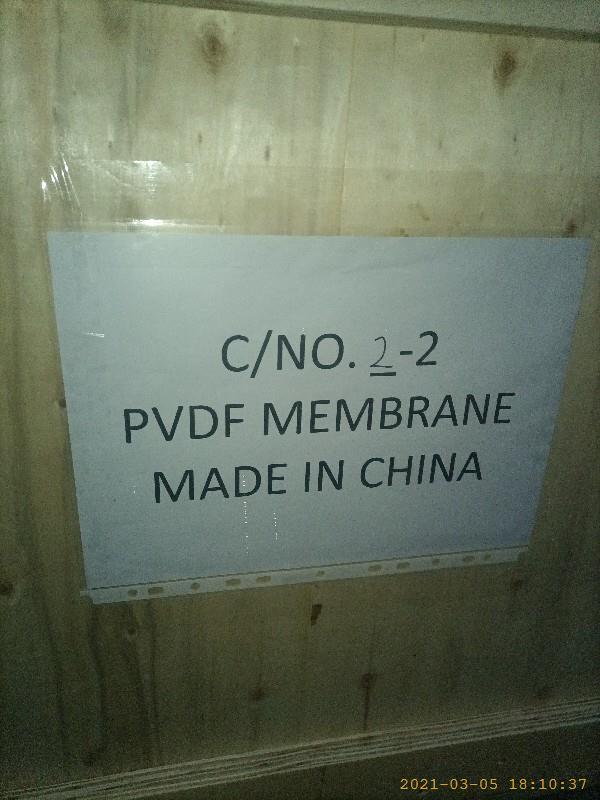 C/NO. 2-2
PVDF MEMBRANE
MADE IN CHINA
2021-03-05 18:10:37